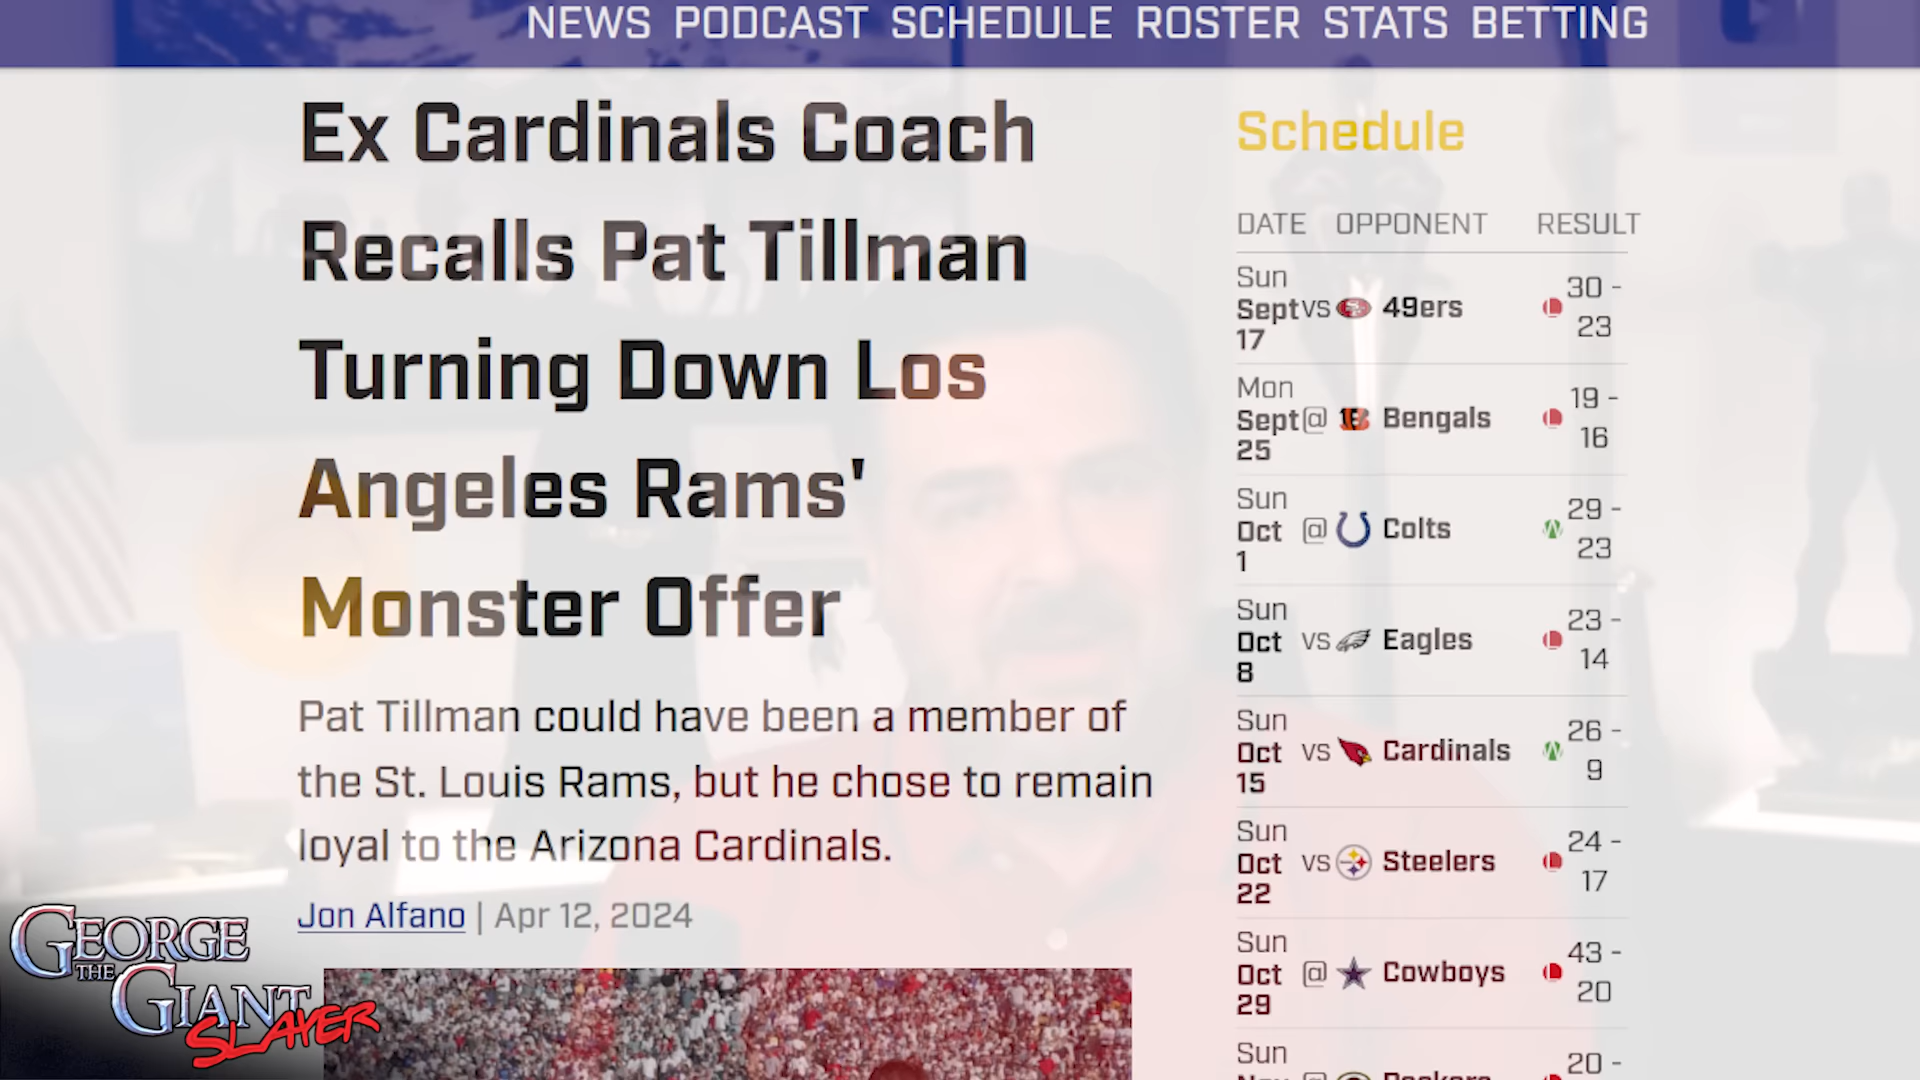 NEWS PODCAST SCHEDULE ROSTER STATS BETTING
Ex Cardinals Coach
Recalls Pat Tillman
Turning Down Los
Angeles Rams'
Monster Offer
Pat Tillman could have been a member of
the St. Louis Rams, but he chose to remain
loyal to the Arizona Cardinals.
Jon Alfano | Apr 12, 2024
Schedule
DATE OPPONENT RESULT
Sun Sept 17 vs 49ers L 30 - 23
Mon Sept 25 @ Bengals L 19 - 16
Sun Oct 1 @ Colts W 29 - 23
Sun Oct 8 vs Eagles L 23 - 14
Sun Oct 15 vs Cardinals W 26 - 9
Sun Oct 22 vs Steelers L 24 - 17
Sun Oct 29 @ Cowboys L 43 - 20
Sun 20 -
GEORGE
THE
GIANT
SLAYER